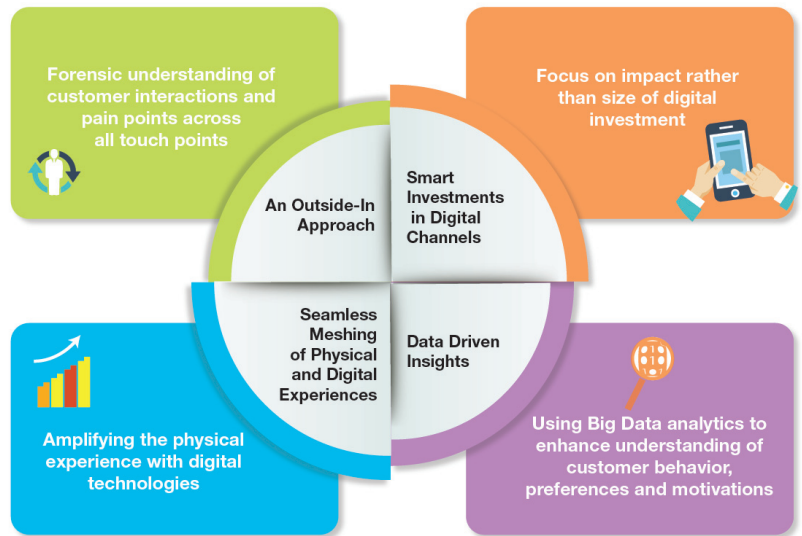 Forensic understanding of
customer interactions and
pain points across
all touch points
Focus on impact rather
than size of digital
investment
An Outside-In
Approach
Smart
Investments
in Digital
Channels
Seamless
Meshing
of Physical
and Digital
Experiences
Data Driven
Insights
Amplifying the physical
experience with digital
technologies
Using Big Data analytics to
enhance understanding of
customer behavior,
preferences and motivations